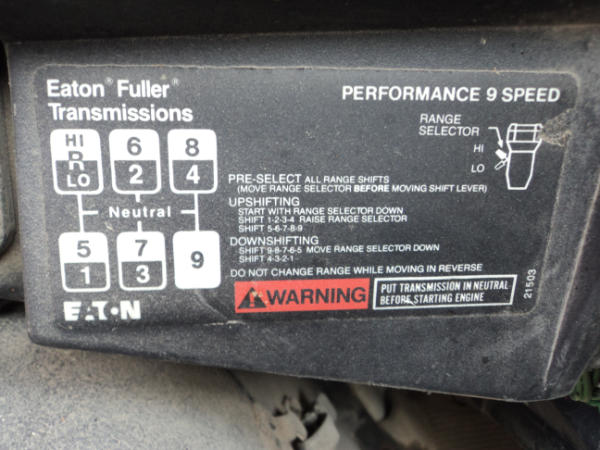 Eaton® Fuller®
Transmissions
PERFORMANCE 9 SPEED
RANGE
SELECTOR
HI
LO
HI 6 8
R
LO 2 4
Neutral
5 7 9
1 3
EATON
PRE-SELECT ALL RANGE SHIFTS
(MOVE RANGE SELECTOR BEFORE MOVING SHIFT LEVER)
UPSHIFTING
START WITH RANGE SELECTOR DOWN
SHIFT 1-2-3-4 RAISE RANGE SELECTOR
SHIFT 5-6-7-8-9
DOWNSHIFTING
SHIFT 9-8-7-6-5 MOVE RANGE SELECTOR DOWN
SHIFT 4-3-2-1
DO NOT CHANGE RANGE WHILE MOVING IN REVERSE
WARNING
PUT TRANSMISSION IN NEUTRAL
BEFORE STARTING ENGINE
21503